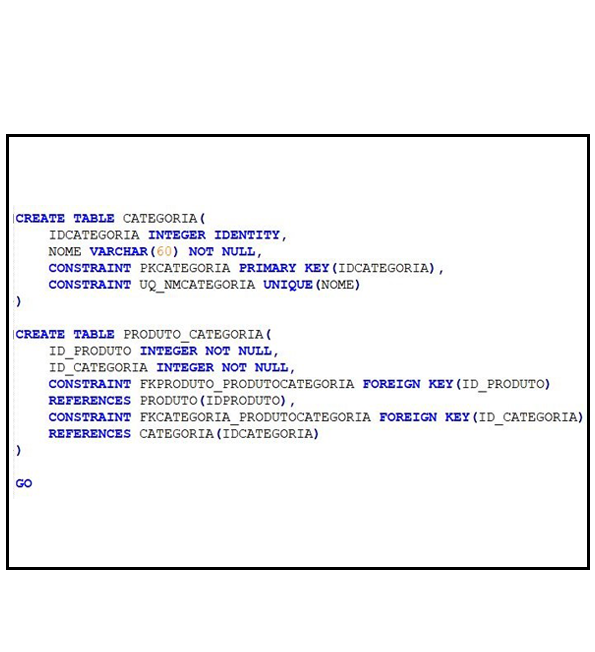 CREATE TABLE CATEGORIA(
IDCATEGORIA INTEGER IDENTITY,
NOME VARCHAR(60) NOT NULL,
CONSTRAINT PKCATEGORIA PRIMARY KEY(IDCATEGORIA),
CONSTRAINT UQ_NMCATEGORIA UNIQUE(NOME)
)
CREATE TABLE PRODUTO_CATEGORIA(
ID_PRODUTO INTEGER NOT NULL,
ID_CATEGORIA INTEGER NOT NULL,
CONSTRAINT FKPRODUTO_PRODUTOCATEGORIA FOREIGN KEY(ID_PRODUTO)
REFERENCES PRODUTO(IDPRODUTO),
CONSTRAINT FKCATEGORIA_PRODUTOCATEGORIA FOREIGN KEY(ID_CATEGORIA)
REFERENCES CATEGORIA(IDCATEGORIA)
)
GO